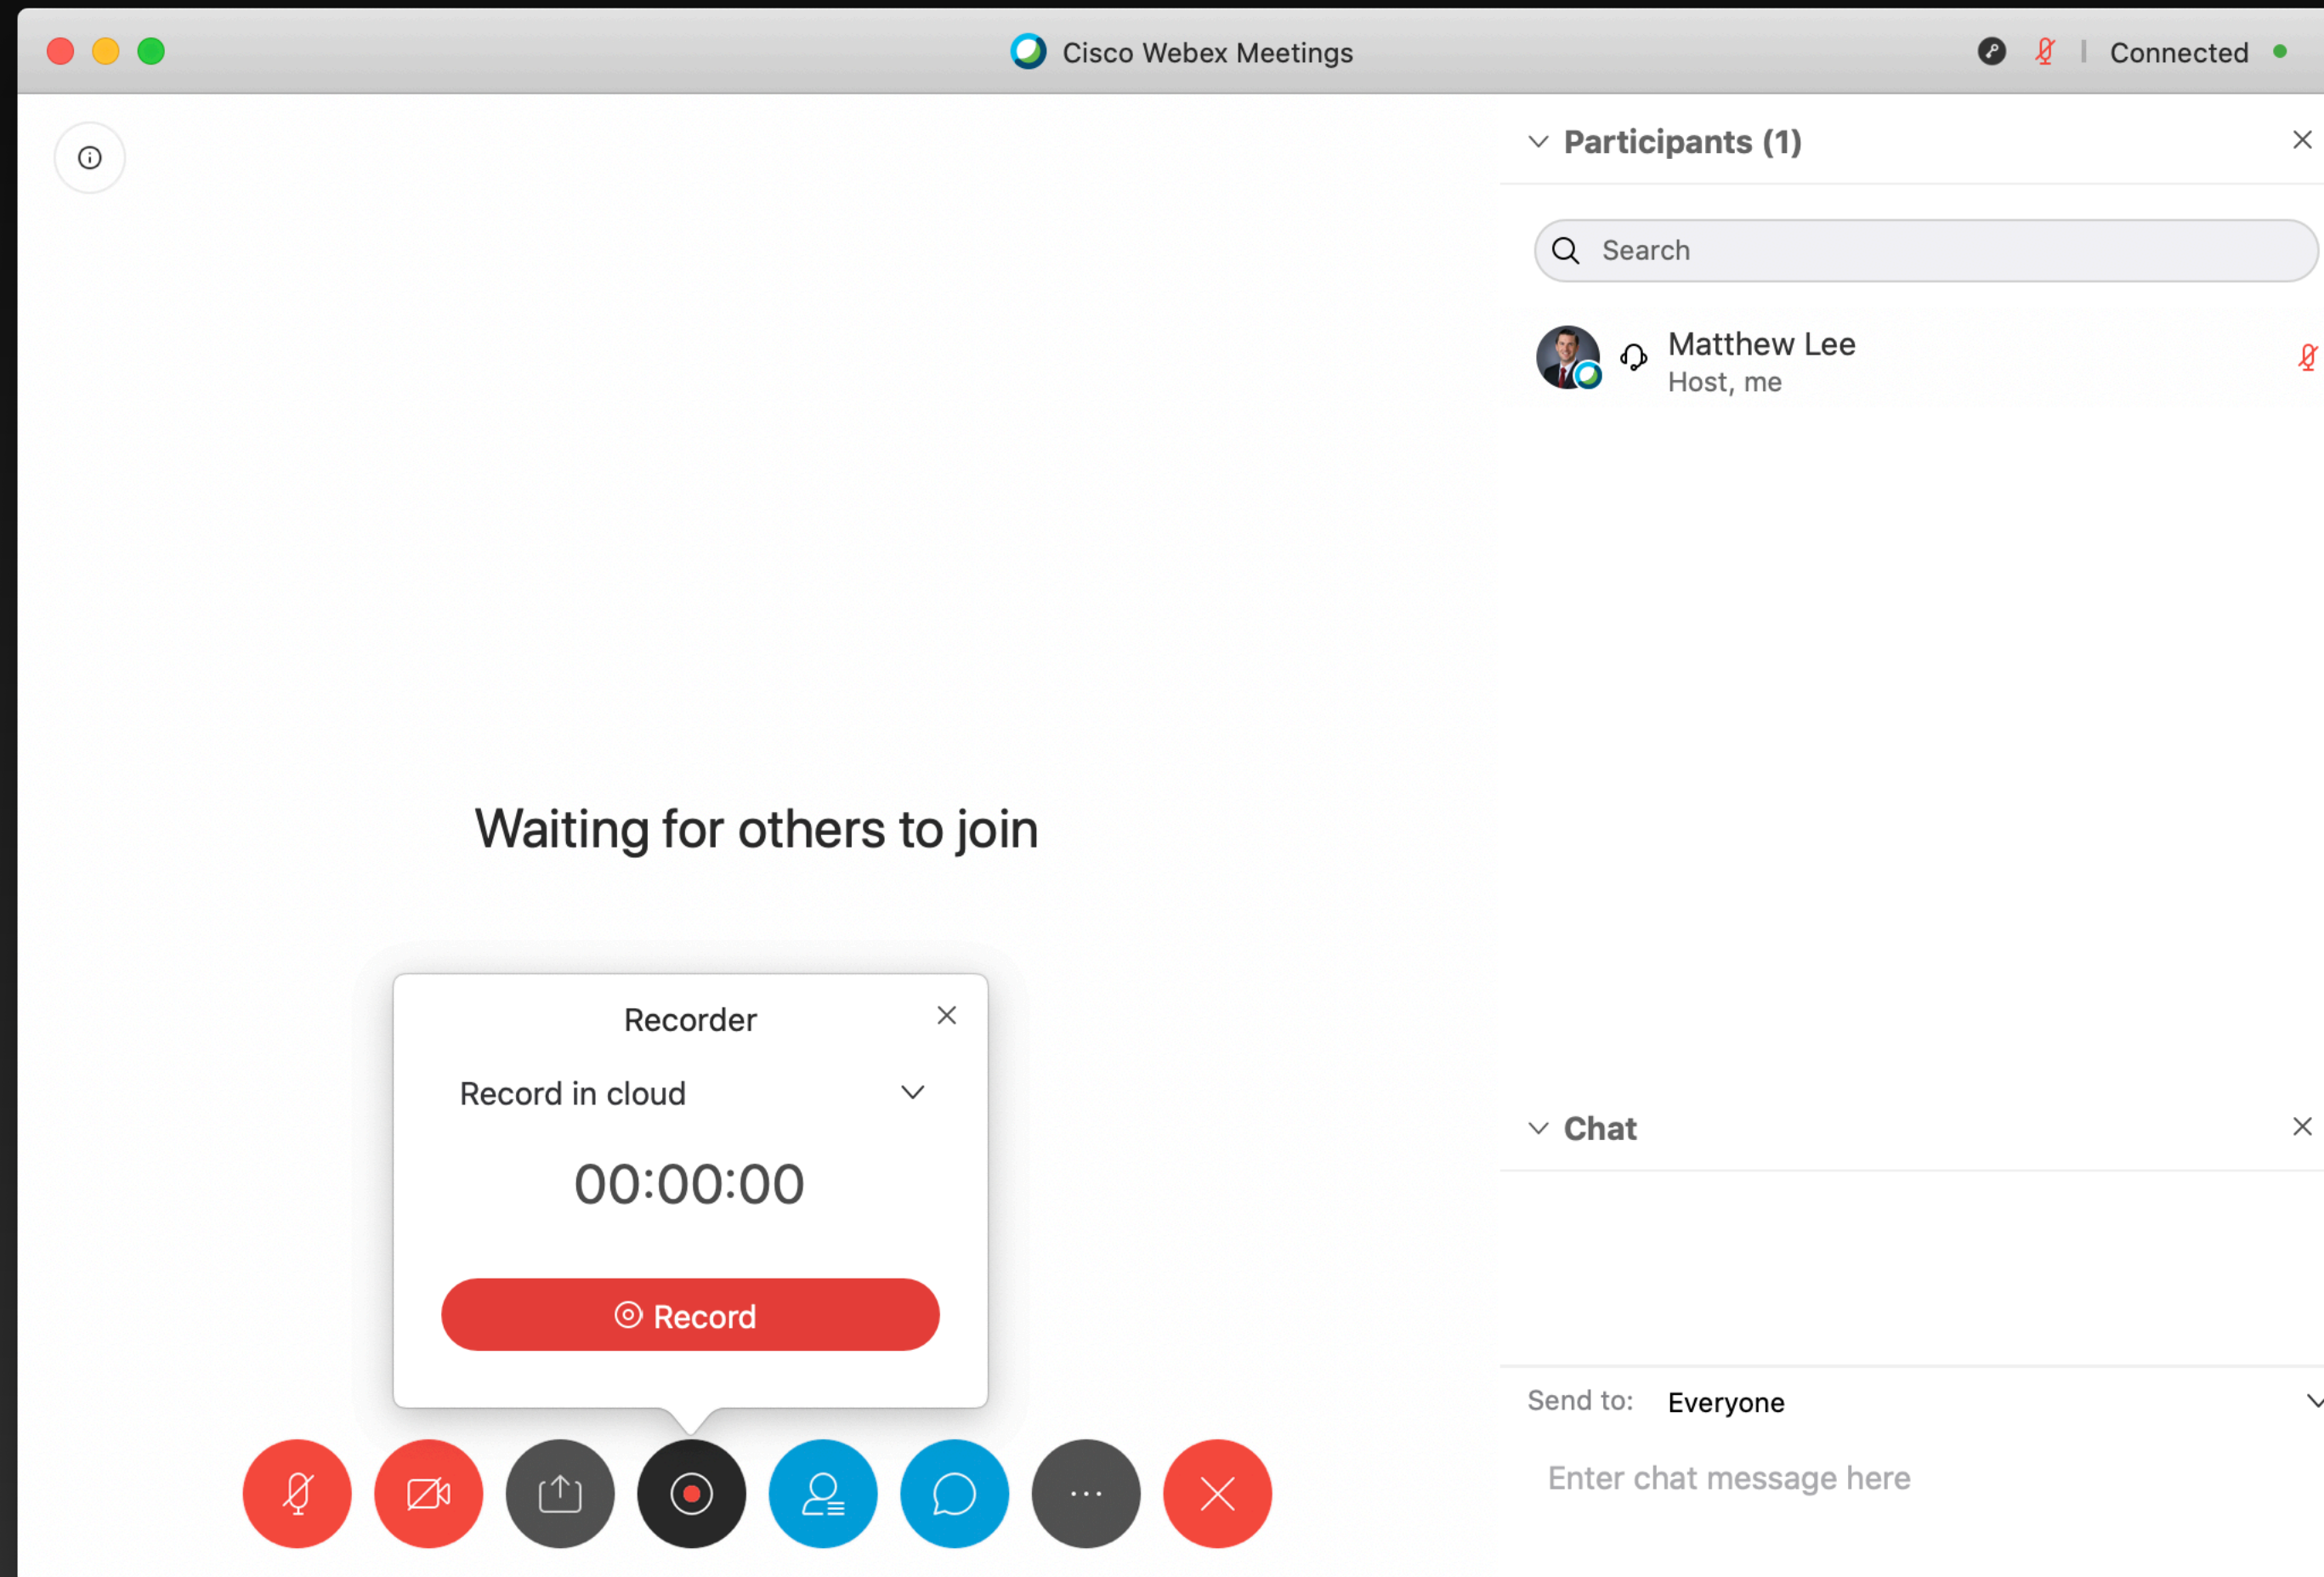 Cisco Webex Meetings
Connected
Participants (1)
Search
Matthew Lee
Host, me
Waiting for others to join
Recorder
Record in cloud
00:00:00
Record
Chat
Send to: Everyone
Enter chat message here